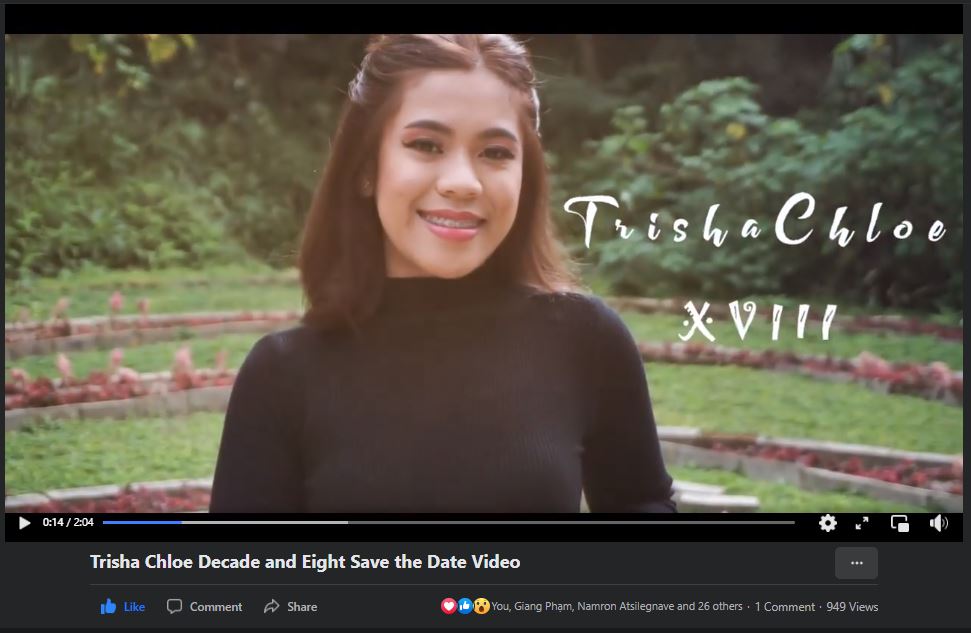 TrishaChloe
XVIII
0:14 / 2:04
Trisha Chloe Decade and Eight Save the Date Video
...
Like Comment Share You, Giang Phạm, Namron Atsilegnave and 26 others · 1 Comment · 949 Views